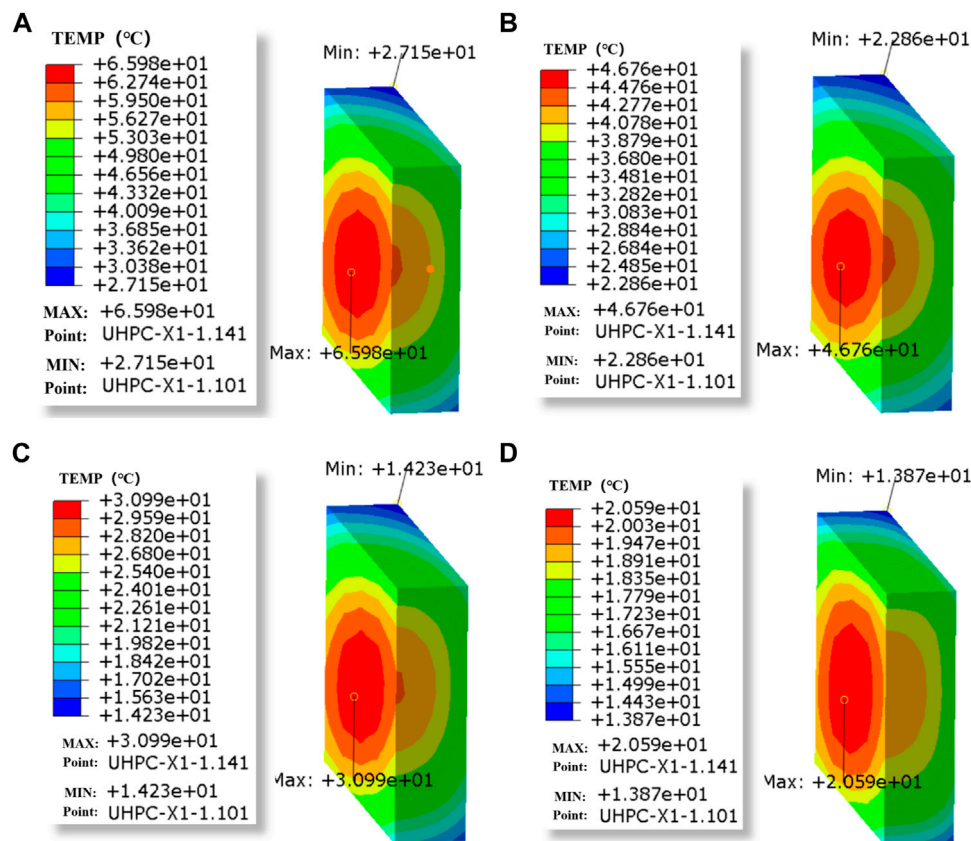 A
TEMP (°C)
+6.598e+01
+6.274e+01
+5.950e+01
+5.627e+01
+5.303e+01
+4.980e+01
+4.656e+01
+4.332e+01
+4.009e+01
+3.685e+01
+3.362e+01
+3.038e+01
+2.715e+01
MAX: +6.598e+01
Point: UHPC-X1-1.141
MIN: +2.715e+01
Point: UHPC-X1-1.101
Min: +2.715e+01
Max: +6.598e+01
B
TEMP (°C)
+4.676e+01
+4.476e+01
+4.277e+01
+4.078e+01
+3.879e+01
+3.680e+01
+3.481e+01
+3.282e+01
+3.083e+01
+2.884e+01
+2.684e+01
+2.485e+01
+2.286e+01
MAX: +4.676e+01
Point: UHPC-X1-1.141
MIN: +2.286e+01
Point: UHPC-X1-1.101
Min: +2.286e+01
Max: +4.676e+01
C
TEMP (°C)
+3.099e+01
+2.959e+01
+2.820e+01
+2.680e+01
+2.540e+01
+2.401e+01
+2.261e+01
+2.121e+01
+1.982e+01
+1.842e+01
+1.702e+01
+1.563e+01
+1.423e+01
MAX: +3.099e+01
Point: UHPC-X1-1.141
MIN: +1.423e+01
Point: UHPC-X1-1.101
Min: +1.423e+01
Max: +3.099e+01
D
TEMP (°C)
+2.059e+01
+2.003e+01
+1.947e+01
+1.891e+01
+1.835e+01
+1.779e+01
+1.723e+01
+1.667e+01
+1.611e+01
+1.555e+01
+1.499e+01
+1.443e+01
+1.387e+01
MAX: +2.059e+01
Point: UHPC-X1-1.141
MIN: +1.387e+01
Point: UHPC-X1-1.101
Min: +1.387e+01
Max: +2.059e+01